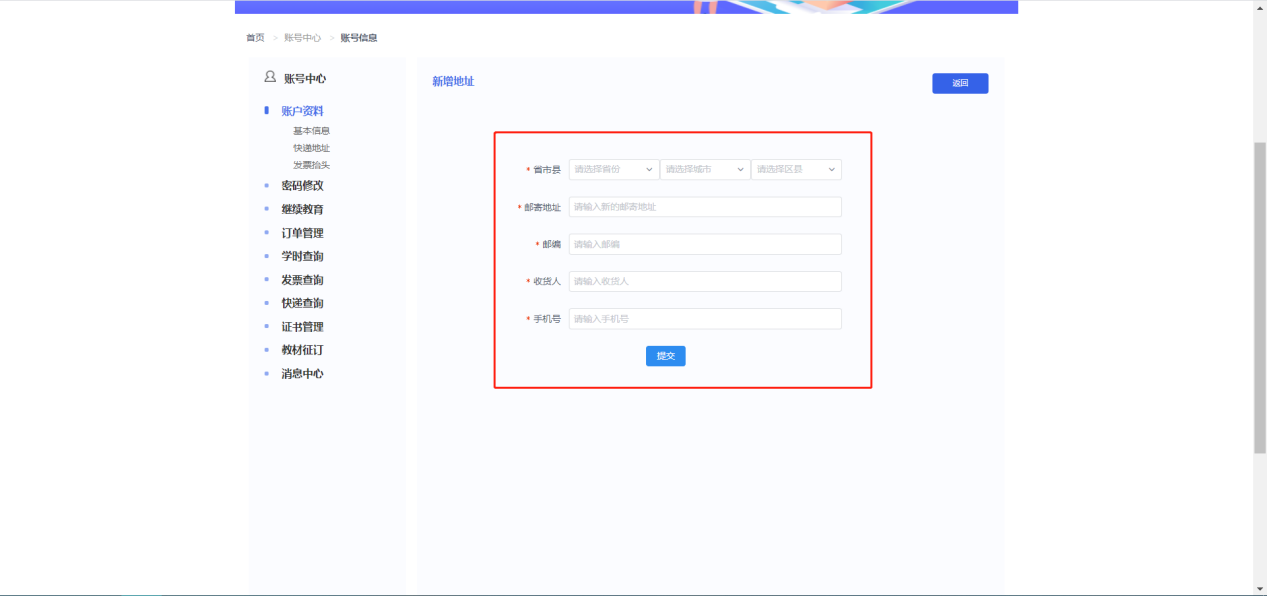 首页 > 账号中心 > 账号信息
账号中心
账户资料
基本信息
快递地址
发票抬头
密码修改
继续教育
订单管理
学时查询
发票查询
快递查询
证书管理
教材征订
消息中心
新增地址
返回
* 省市县 请选择省份 请选择城市 请选择区县
* 邮寄地址 请输入新的邮寄地址
* 邮编 请输入邮编
* 收货人 请输入收货人
* 手机号 请输入手机号
提交